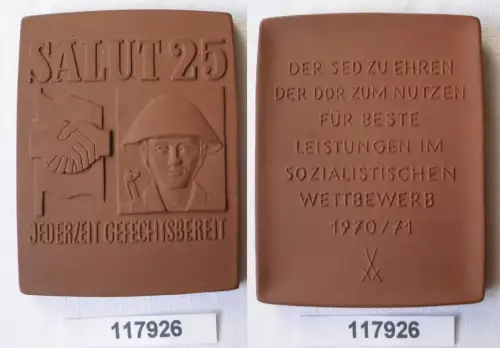 SALUT 25
JEDERZEIT GEFECHTSBEREIT
117926
DER SED ZU EHREN
DER DDR ZUM NUTZEN
FÜR BESTE
LEISTUNGEN IM
SOZIALISTISCHEN
WETTBEWERB
1970/71
117926